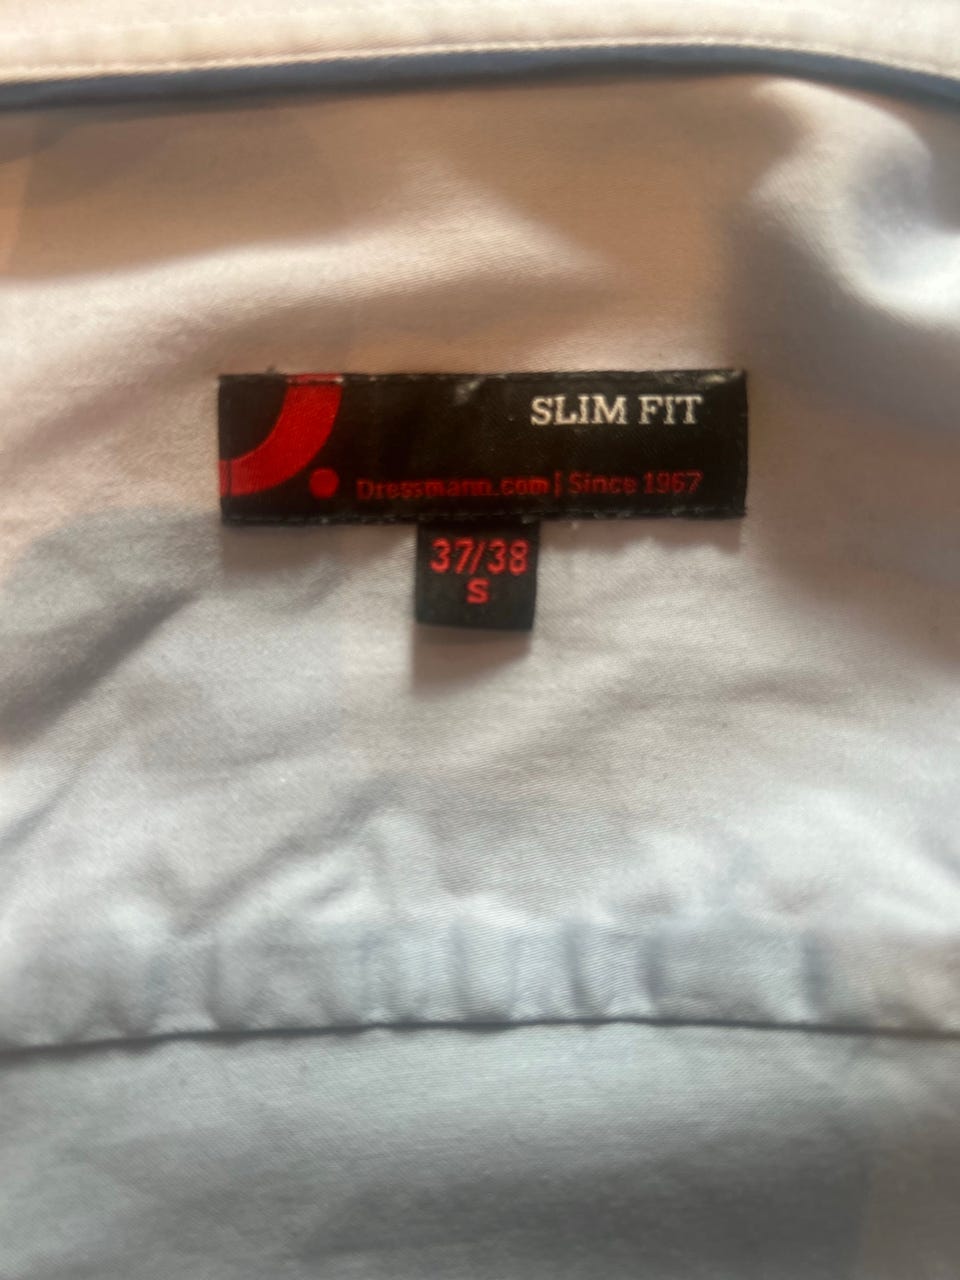 SLIM FIT
Dressmann.com | Since 1967
37/38
S